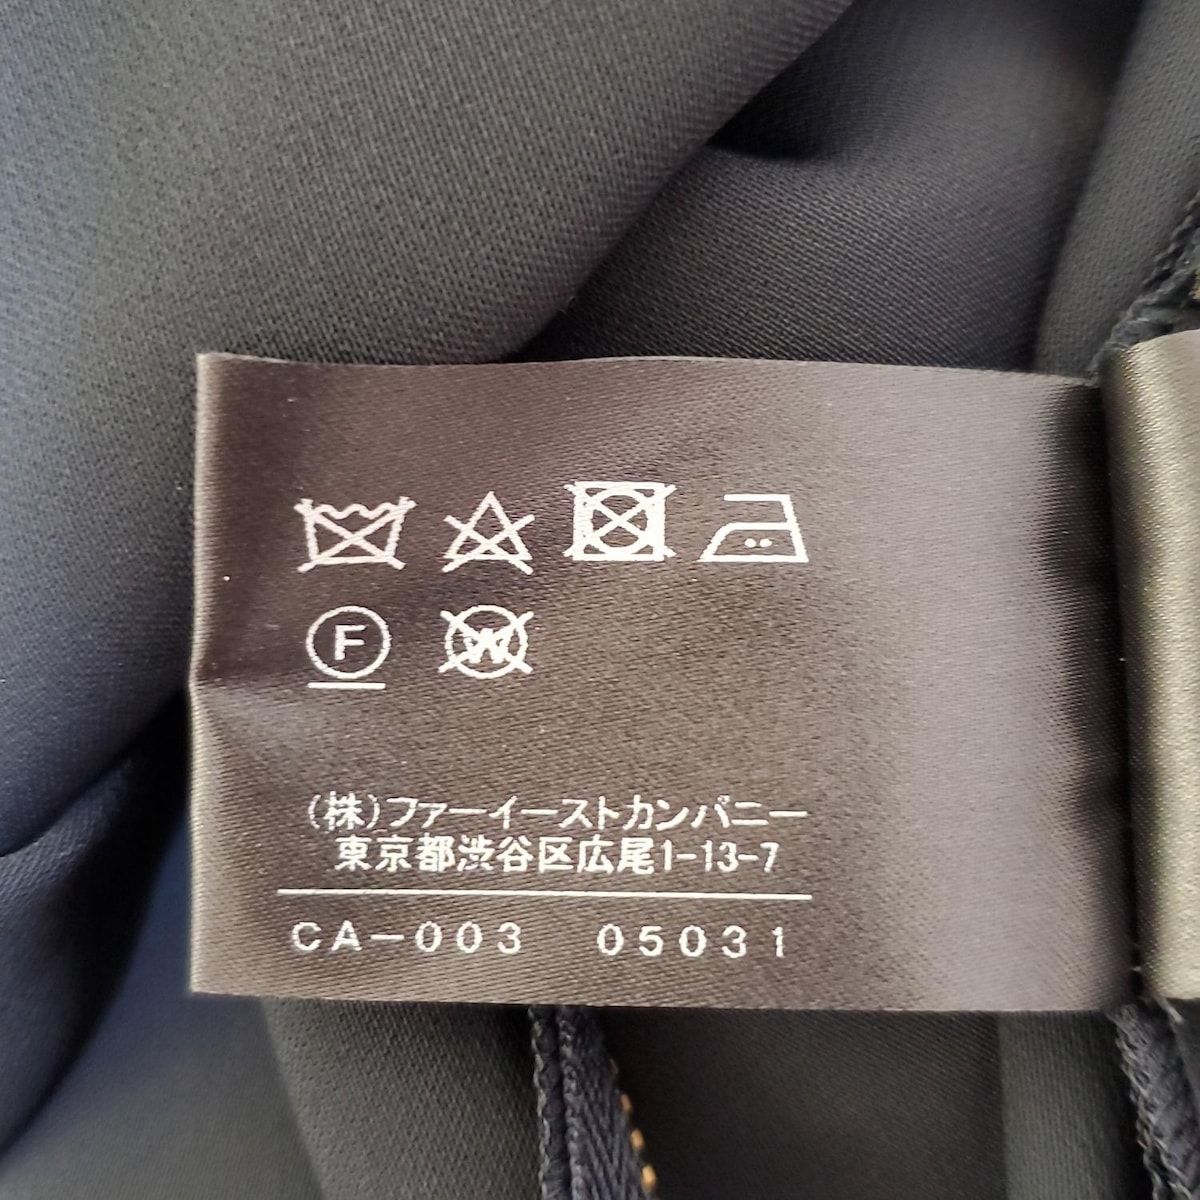 F W
(株)ファーイーストカンパニー
東京都渋谷区広尾1-13-7
CA-003 05031